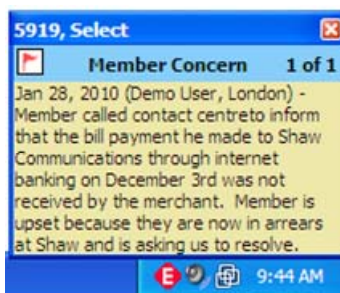 5919, Select
Member Concern 1 of 1
Jan 28, 2010 (Demo User, London) -
Member called contact centreto inform
that the bill payment he made to Shaw
Communications through internet
banking on December 3rd was not
received by the merchant. Member is
upset because they are now in arrears
at Shaw and is asking us to resolve.
E 9:44 AM